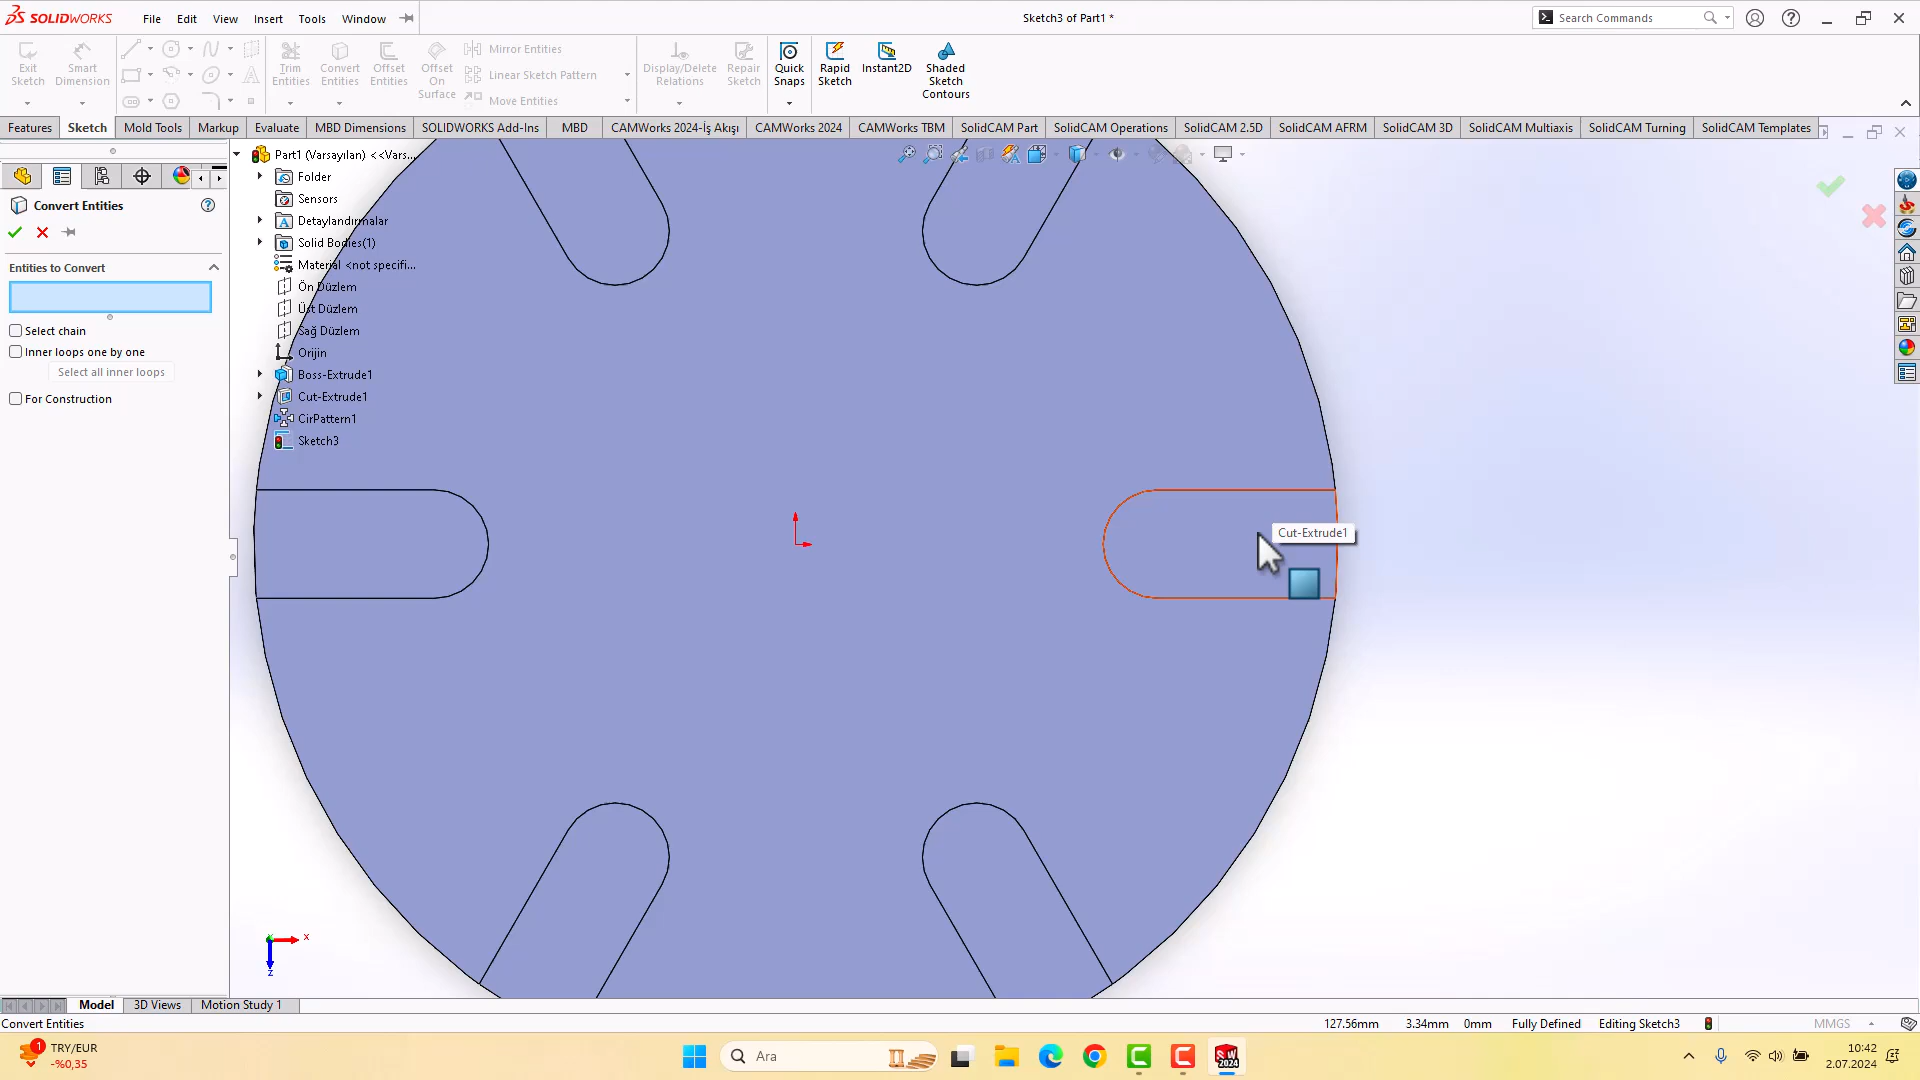 SOLIDWORKS File Edit View Insert Tools Window Sketch3 of Part1 * Search Commands
Exit Sketch
Smart Dimension
Trim Entities
Convert Entities
Offset Entities
Offset On Surface
Mirror Entities
Linear Sketch Pattern
Move Entities
Display/Delete Relations
Repair Sketch
Quick Snaps
Rapid Sketch
Instant2D
Shaded Sketch Contours
Features Sketch Mold Tools Markup Evaluate MBD Dimensions SOLIDWORKS Add-Ins MBD CAMWorks 2024-İş Akışı CAMWorks 2024 CAMWorks TBM SolidCAM Part SolidCAM Operations SolidCAM 2.5D SolidCAM AFRM SolidCAM 3D SolidCAM Multiaxis SolidCAM Turning SolidCAM Templates
Convert Entities
Entities to Convert
Select chain
Inner loops one by one
Select all inner loops
For Construction
Part1 (Varsayılan) <<Vars...
Folder
Sensors
Detaylandırmalar
Solid Bodies(1)
Material <not specifi...
Ön Düzlem
Üst Düzlem
Sağ Düzlem
Orijin
Boss-Extrude1
Cut-Extrude1
CirPattern1
Sketch3
Cut-Extrude1
x
z
Model 3D Views Motion Study 1
Convert Entities 127.56mm 3.34mm 0mm Fully Defined Editing Sketch3 MMGS
1 TRY/EUR
-%0,35
Ara
SW 2024
10:42
2.07.2024